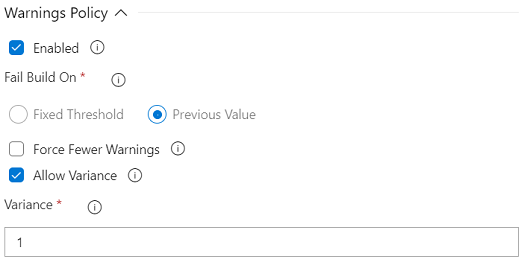 Warnings Policy
Enabled
Fail Build On *
Fixed Threshold Previous Value
Force Fewer Warnings
Allow Variance
Variance *
1